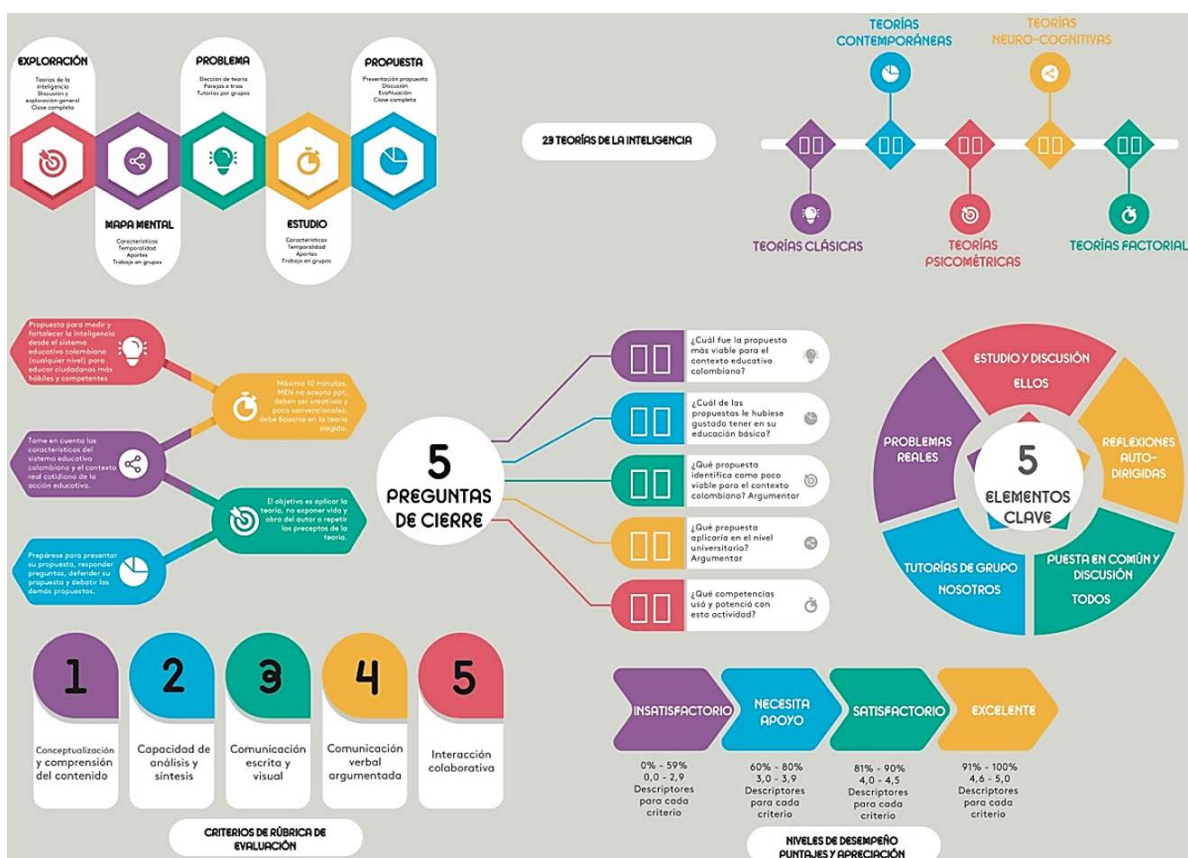 EXPLORACIÓN
Teorías de la
inteligencia
Discusión y
exploración general
Clase completa
PROBLEMA
Elección de teoría
Parejas o tríos
Tutorías por grupos
PROPUESTA
Presentación propuesta
Discusión
Evaluación
Clase completa
MAPA MENTAL
Características
Temporalidad
Aportes
Trabajo en grupos
ESTUDIO
Características
Temporalidad
Aportes
Trabajo en grupos
23 TEORÍAS DE LA INTELIGENCIA
TEORÍAS
CONTEMPORÁNEAS
TEORÍAS
NEURO-COGNITIVAS
TEORÍAS CLÁSICAS
TEORÍAS
PSICOMÉTRICAS
TEORÍAS FACTORIAL
Propuesta para medir y
fortalecer la inteligencia
desde el sistema
educativo colombiano
(cualquier nivel) para
educar ciudadanos más
hábiles y competentes
Máximo 10 minutos.
MEN no acepta ppt,
deben ser creativos y
poco convencionales.
debe basarse en la teoría
elegida.
Tome en cuenta las
características del
sistema educativo
colombiano y el contexto
real cotidiano de la
acción educativa.
El objetivo es aplicar la
teoría, no exponer vida y
obra del autor o repetir
los preceptos de la
teoría.
Prepárese para presentar
su propuesta, responder
preguntas, defender su
propuesta y debatir las
demás propuestas.
5
PREGUNTAS
DE CIERRE
¿Cuál fue la propuesta
más viable para el
contexto educativo
colombiano?
¿Cuál de las
propuestas le hubiese
gustado tener en su
educación básica?
¿Qué propuesta
identifica como poco
viable para el contexto
colombiano? Argumentar
¿Qué propuesta
aplicaría en el nivel
universitario?
Argumentar
¿Qué competencias
usó y potenció con
esta actividad?
ESTUDIO Y DISCUSIÓN
ELLOS
REFLEXIONES
AUTO-
DIRIGIDAS
PUESTA EN COMÚN Y
DISCUSIÓN
TODOS
TUTORÍAS DE GRUPO
NOSOTROS
PROBLEMAS
REALES
5
ELEMENTOS
CLAVE
1
Conceptualización
y comprensión
del contenido
2
Capacidad de
análisis y
síntesis
3
Comunicación
escrita y
visual
4
Comunicación
verbal
argumentada
5
Interacción
colaborativa
CRITERIOS DE RÚBRICA DE
EVALUACIÓN
INSATISFACTORIO
0% - 59%
0,0 - 2,9
Descriptores
para cada
criterio
NECESITA
APOYO
60% - 80%
3,0 - 3,9
Descriptores
para cada
criterio
SATISFACTORIO
81% - 90%
4,0 - 4,5
Descriptores
para cada
criterio
EXCELENTE
91% - 100%
4,6 - 5,0
Descriptores
para cada
criterio
NIVELES DE DESEMPEÑO
PUNTAJES Y APRECIACIÓN